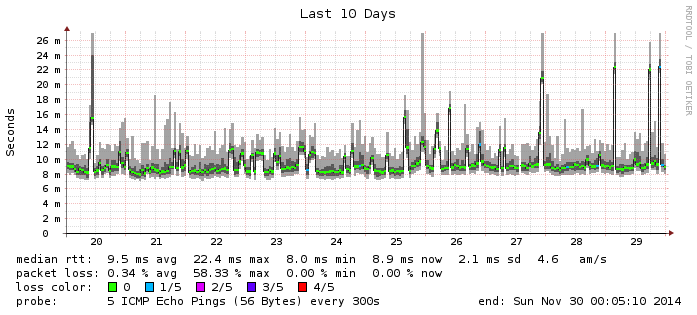 Last 10 Days
RRDTOOL / TOBI OETIKER
Seconds
26 m
24 m
22 m
20 m
18 m
16 m
14 m
12 m
10 m
8 m
6 m
4 m
2 m
0
20 21 22 23 24 25 26 27 28 29
median rtt: 9.5 ms avg 22.4 ms max 8.0 ms min 8.9 ms now 2.1 ms sd 4.6 am/s
packet loss: 0.34 % avg 58.33 % max 0.00 % min 0.00 % now
loss color: 0 1/5 2/5 3/5 4/5
probe: 5 ICMP Echo Pings (56 Bytes) every 300s end: Sun Nov 30 00:05:10 2014